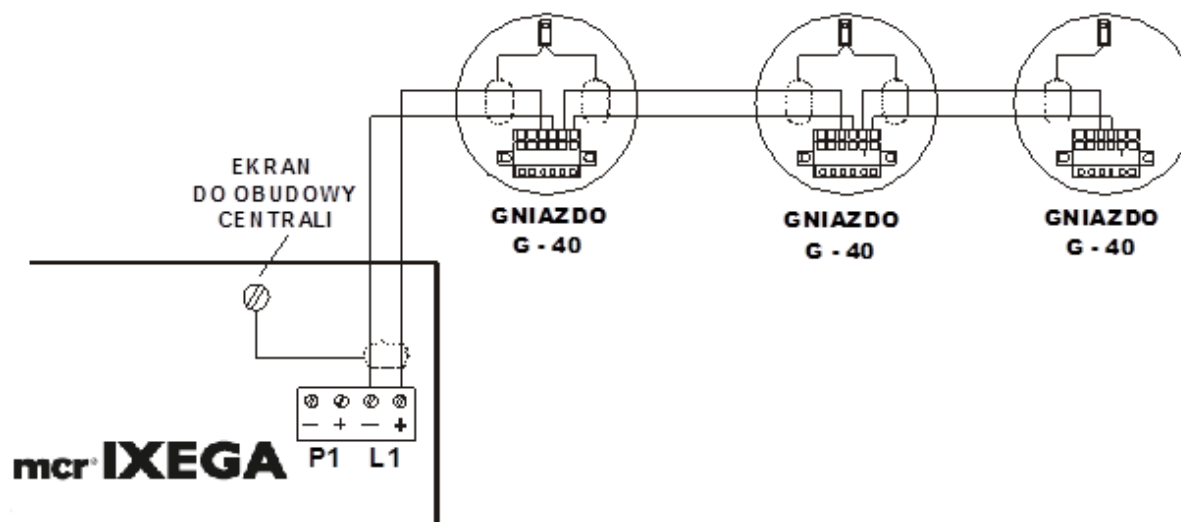 EKRAN
DO OBUDOWY
CENTRALI
GNIAZDO
G - 40
GNIAZDO
G - 40
GNIAZDO
G - 40
− + − +
P1 L1
mcr IXEGA